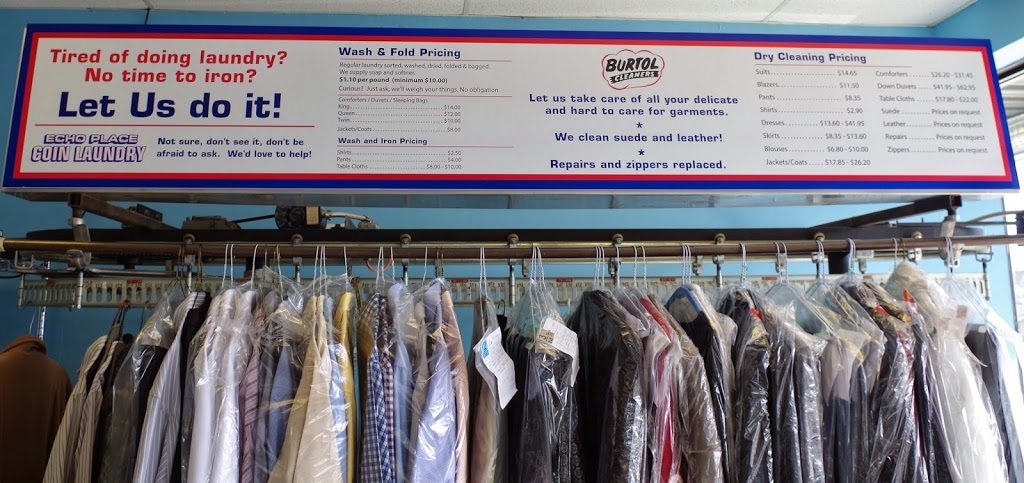 Tired of doing laundry?
No time to iron?
Let Us do it!
ECHO PLACE
COIN LAUNDRY
Not sure, don't see it, don't be
afraid to ask. We'd love to help!
Wash & Fold Pricing
Regular laundry sorted, washed, dried, folded & bagged.
We supply soap and softner.
$1.10 per pound (minimum $10.00)
Curious? Just ask, we'll weigh your things. No obligation
Comforters / Duvets / Sleeping Bags
King $14.00
Queen $12.00
Twin $10.00
Jackets/Coats $8.00
Wash and Iron Pricing
Shirts $2.50
Pants $4.00
Table Cloths $8.00 - $10.00
BURTOL
CLEANERS
Let us take care of all your delicate
and hard to care for garments.
*
We clean suede and leather!
*
Repairs and zippers replaced.
Dry Cleaning Pricing
Suits $14.65
Blazers $11.50
Pants $8.35
Shirts $2.90
Dresses $13.60 - $41.95
Skirts $8.35 - $13.60
Blouses $6.80 - $10.00
Jackets/Coats $17.85 - $26.20
Comforters $26.20 - $31.45
Down Duvets $41.95 - $62.95
Table Cloths $17.80 - $22.00
Suede Prices on request
Leather Prices on request
Repairs Prices on request
Zippers Prices on request